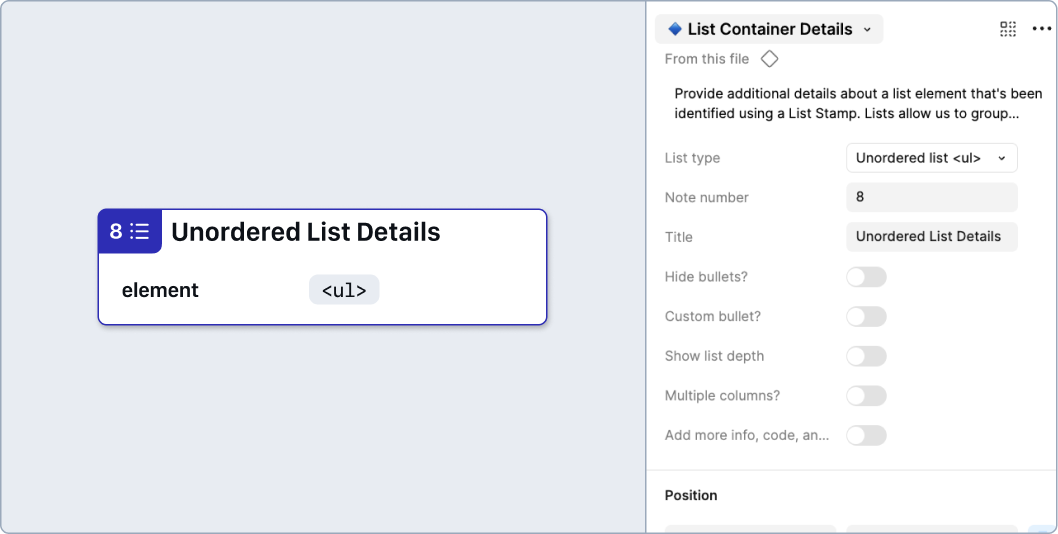 8 Unordered List Details
element <ul>
List Container Details
From this file
Provide additional details about a list element that's been
identified using a List Stamp. Lists allow us to group...
List type Unordered list <ul>
Note number 8
Title Unordered List Details
Hide bullets?
Custom bullet?
Show list depth
Multiple columns?
Add more info, code, an...
Position